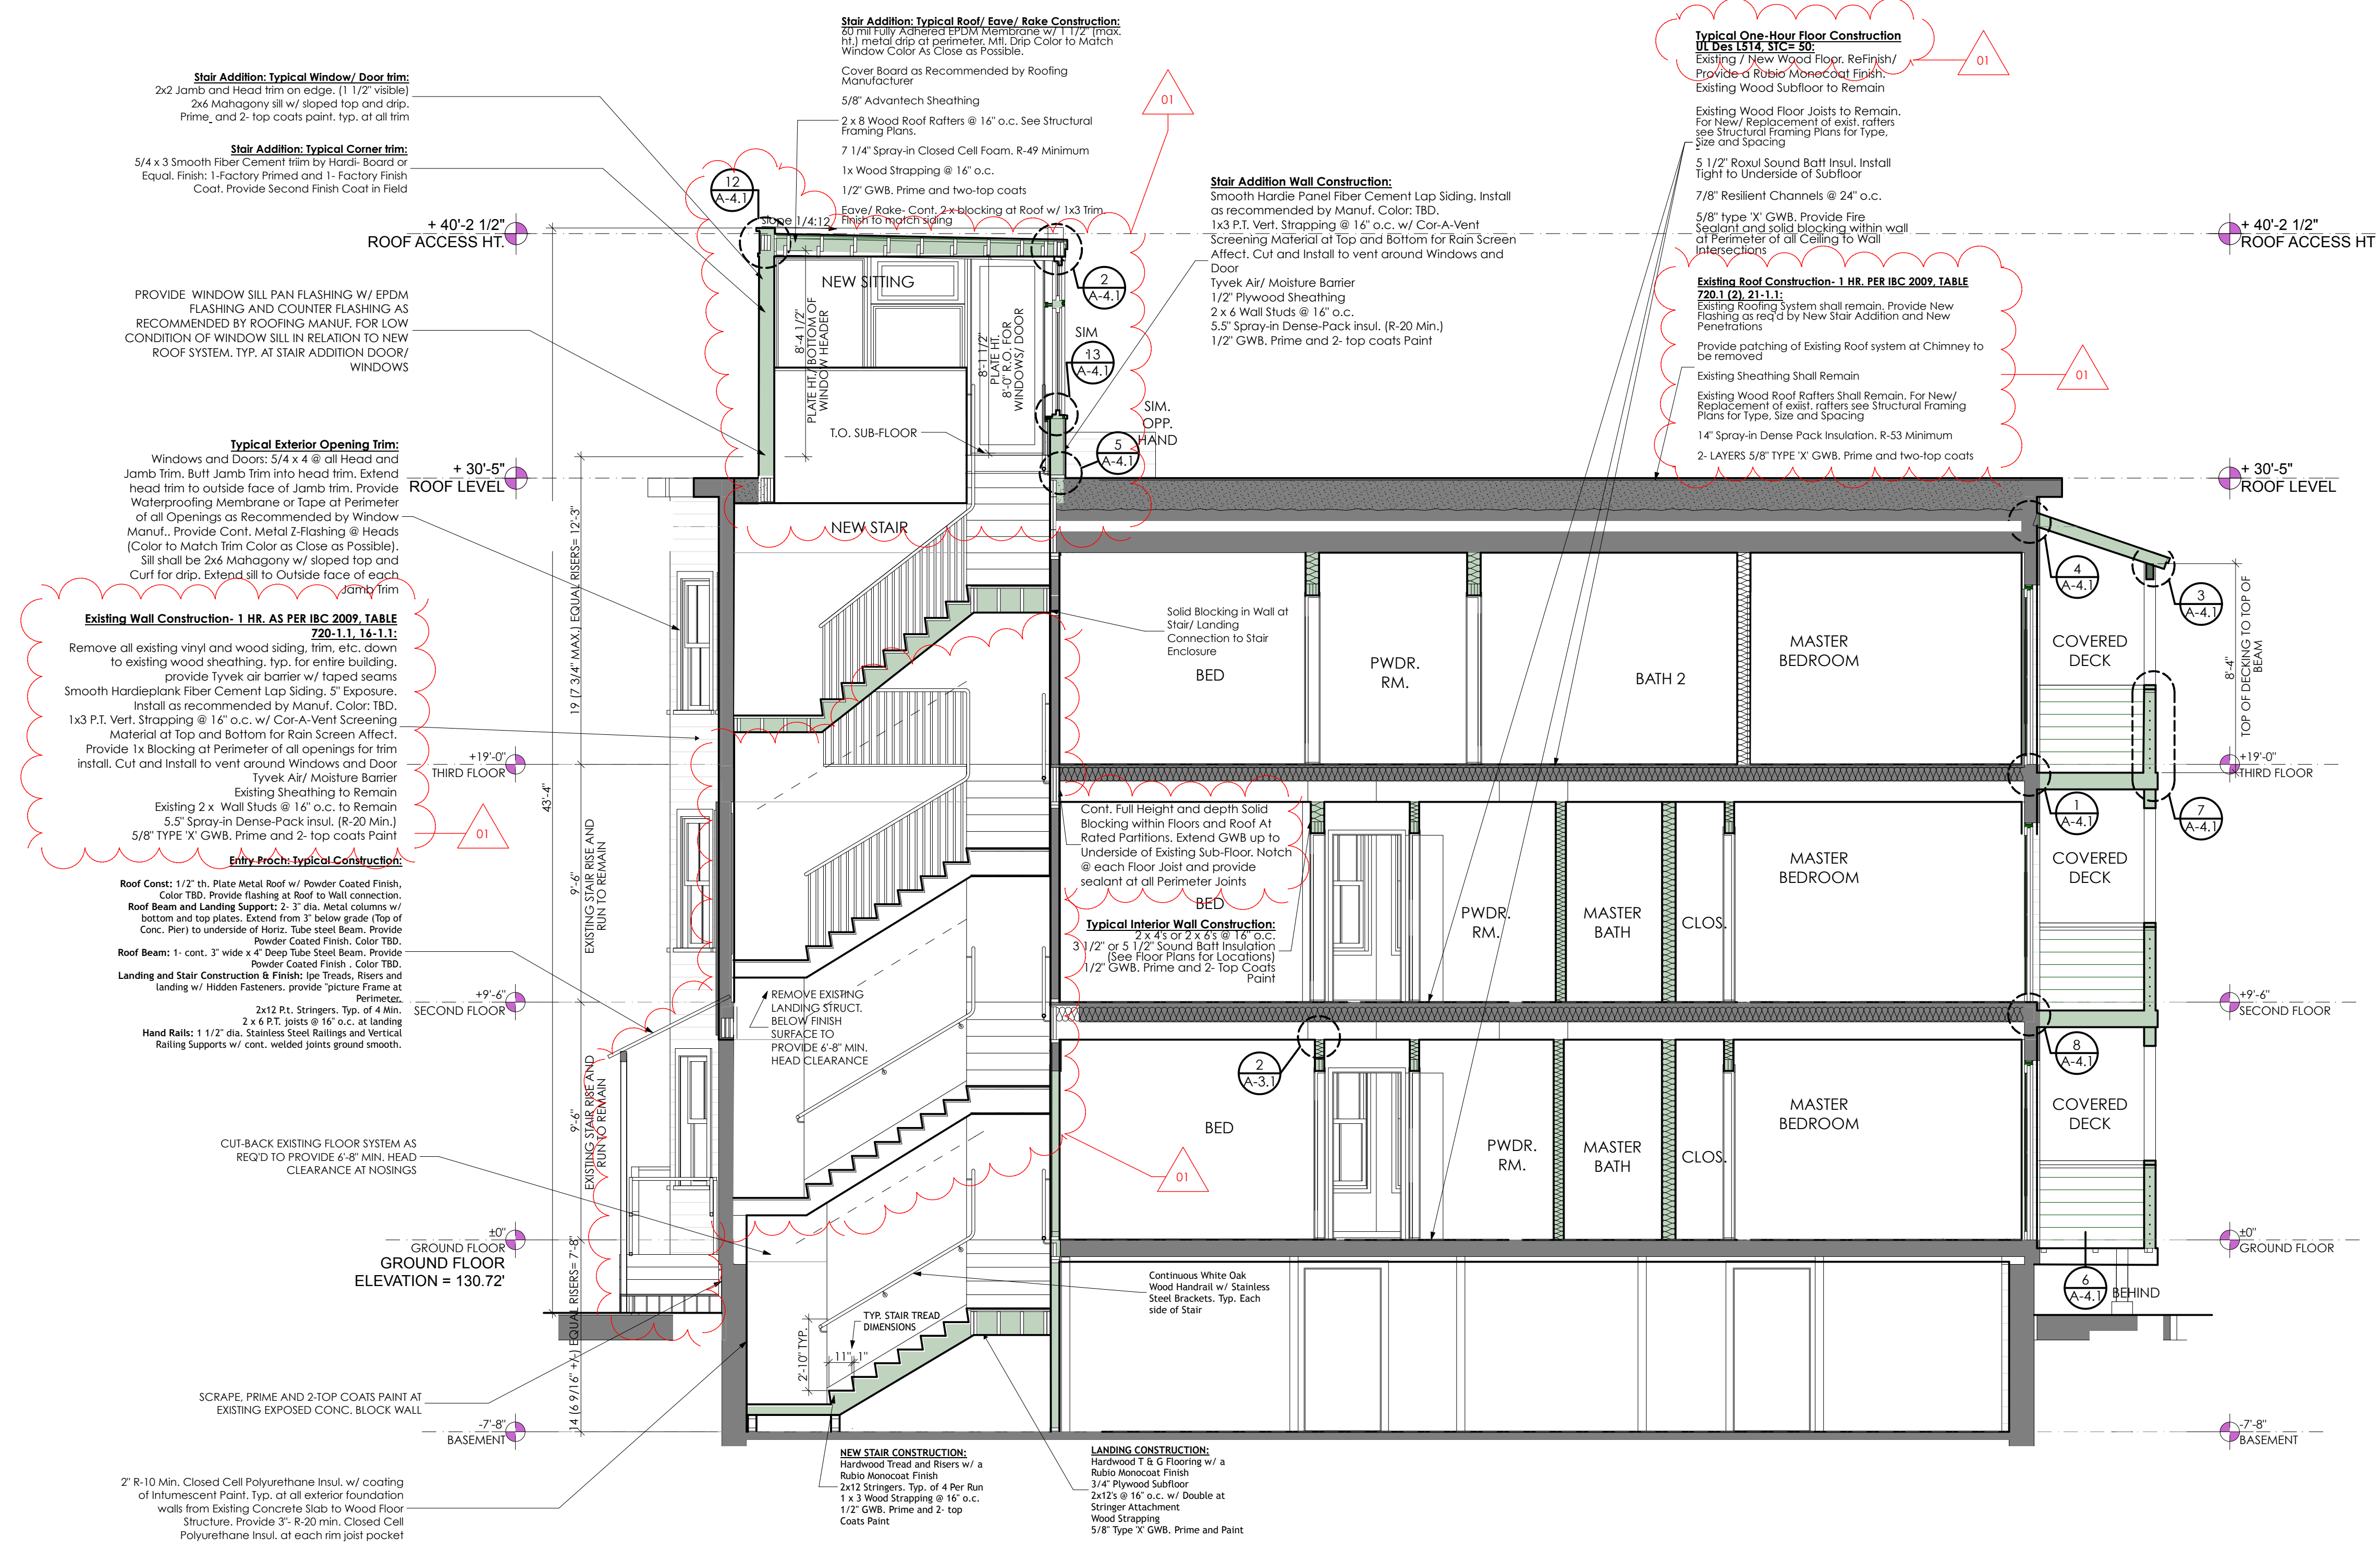 Stair Addition: Typical Roof/ Eave/ Rake Construction:
60 mil Fully Adhered EPDM Membrane w/ 1 1/2" (max.
ht.) metal drip at perimeter. Mtl. Drip Color to Match
Window Color As Close as Possible.
Cover Board as Recommended by Roofing
Manufacturer
5/8" Advantech Sheathing
2 x 8 Wood Roof Rafters @ 16" o.c. See Structural
Framing Plans.
7 1/4" Spray-in Closed Cell Foam. R-49 Minimum
1x Wood Strapping @ 16" o.c.
1/2" GWB. Prime and two-top coats
Eave/ Rake- Cont. 2 x blocking at Roof w/ 1x3 Trim.
Finish to match siding
Typical One-Hour Floor Construction
UL Des L514, STC= 50:
Existing / New Wood Floor. ReFinish/
Provide a Rubio Monocoat Finish.
Existing Wood Subfloor to Remain
Existing Wood Floor Joists to Remain.
For New/ Replacement of exist. rafters
see Structural Framing Plans for Type,
Size and Spacing
5 1/2" Roxul Sound Batt Insul. Install
Tight to Underside of Subfloor
7/8" Resilient Channels @ 24" o.c.
5/8" type 'X' GWB. Provide Fire
Sealant and solid blocking within wall
at Perimeter of all Ceiling to Wall
Intersections
01
01
Stair Addition: Typical Window/ Door trim:
2x2 Jamb and Head trim on edge. (1 1/2" visible)
2x6 Mahagony sill w/ sloped top and drip.
Prime_ and 2- top coats paint. typ. at all trim
Stair Addition: Typical Corner trim:
5/4 x 3 Smooth Fiber Cement triim by Hardi- Board or
Equal. Finish: 1-Factory Primed and 1- Factory Finish
Coat. Provide Second Finish Coat in Field
12
A-4.1
slope 1/4:12
Stair Addition Wall Construction:
Smooth Hardie Panel Fiber Cement Lap Siding. Install
as recommended by Manuf. Color: TBD.
1x3 P.T. Vert. Strapping @ 16" o.c. w/ Cor-A-Vent
Screening Material at Top and Bottom for Rain Screen
Affect. Cut and Install to vent around Windows and
Door
Tyvek Air/ Moisture Barrier
1/2" Plywood Sheathing
2 x 6 Wall Studs @ 16" o.c.
5.5" Spray-in Dense-Pack insul. (R-20 Min.)
1/2" GWB. Prime and 2- top coats Paint
+ 40'-2 1/2"
ROOF ACCESS HT.
+ 40'-2 1/2"
ROOF ACCESS HT
Existing Roof Construction- 1 HR. PER IBC 2009, TABLE
720.1 (2), 21-1.1:
Existing Roofing System shall remain. Provide New
Flashing as req'd by New Stair Addition and New
Penetrations
Provide patching of Existing Roof system at Chimney to
be removed
Existing Sheathing Shall Remain
Existing Wood Roof Rafters Shall Remain. For New/
Replacement of exiist. rafters see Structural Framing
Plans for Type, Size and Spacing
14" Spray-in Dense Pack Insulation. R-53 Minimum
2- LAYERS 5/8" TYPE 'X' GWB. Prime and two-top coats
01
PROVIDE WINDOW SILL PAN FLASHING W/ EPDM
FLASHING AND COUNTER FLASHING AS
RECOMMENDED BY ROOFING MANUF. FOR LOW
CONDITION OF WINDOW SILL IN RELATION TO NEW
ROOF SYSTEM. TYP. AT STAIR ADDITION DOOR/
WINDOWS
NEW SITTING
8'-4 1/2"
PLATE HT./ BOTTOM OF
WINDOW HEADER
8'-1 1/2"
PLATE HT.
8'-0" R.O. FOR
WINDOWS/ DOOR
T.O. SUB-FLOOR
2
A-4.1
SIM
13
A-4.1
SIM.
OPP.
HAND
5
A-4.1
+ 30'-5"
ROOF LEVEL
+ 30'-5"
ROOF LEVEL
Typical Exterior Opening Trim:
Windows and Doors: 5/4 x 4 @ all Head and
Jamb Trim. Butt Jamb Trim into head trim. Extend
head trim to outside face of Jamb trim. Provide
Waterproofing Membrane or Tape at Perimeter
of all Openings as Recommended by Window
Manuf.. Provide Cont. Metal Z-Flashing @ Heads
(Color to Match Trim Color as Close as Possible).
Sill shall be 2x6 Mahagony w/ sloped top and
Curf for drip. Extend sill to Outside face of each
Jamb Trim
NEW STAIR
19 (7 3/4" MAX.) EQUAL RISERS= 12'-3"
43'-4"
Existing Wall Construction- 1 HR. AS PER IBC 2009, TABLE
720-1.1, 16-1.1:
Remove all existing vinyl and wood siding, trim, etc. down
to existing wood sheathing. typ. for entire building.
provide Tyvek air barrier w/ taped seams
Smooth Hardieplank Fiber Cement Lap Siding. 5" Exposure.
Install as recommended by Manuf. Color: TBD.
1x3 P.T. Vert. Strapping @ 16" o.c. w/ Cor-A-Vent Screening
Material at Top and Bottom for Rain Screen Affect.
Provide 1x Blocking at Perimeter of all openings for trim
install. Cut and Install to vent around Windows and Door
Tyvek Air/ Moisture Barrier
Existing Sheathing to Remain
Existing 2 x Wall Studs @ 16" o.c. to Remain
5.5" Spray-in Dense-Pack insul. (R-20 Min.)
5/8" TYPE 'X' GWB. Prime and 2- top coats Paint
01
Solid Blocking in Wall at
Stair/ Landing
Connection to Stair
Enclosure
BED
PWDR.
RM.
BATH 2
MASTER
BEDROOM
COVERED
DECK
4
A-4.1
3
A-4.1
8'-4"
TOP OF DECKING TO TOP OF
BEAM
+19'-0"
THIRD FLOOR
+19'-0"
THIRD FLOOR
1
A-4.1
7
A-4.1
Cont. Full Height and depth Solid
Blocking within Floors and Roof At
Rated Partitions. Extend GWB up to
Underside of Existing Sub-Floor. Notch
@ each Floor Joist and provide
sealant at all Perimeter Joints
BED
Typical Interior Wall Construction:
2 x 4's or 2 x 6's @ 16" o.c.
3 1/2" or 5 1/2" Sound Batt Insulation
(See Floor Plans for Locations)
1/2" GWB. Prime and 2- Top Coats
Paint
PWDR.
RM.
MASTER
BATH
CLOS.
MASTER
BEDROOM
COVERED
DECK
9'-6"
EXISTING STAIR RISE AND
RUN TO REMAIN
Entry Proch: Typical Construction:
Roof Const: 1/2" th. Plate Metal Roof w/ Powder Coated Finish,
Color TBD. Provide flashing at Roof to Wall connection.
Roof Beam and Landing Support: 2- 3" dia. Metal columns w/
bottom and top plates. Extend from 3" below grade (Top of
Conc. Pier) to underside of Horiz. Tube steel Beam. Provide
Powder Coated Finish. Color TBD.
Roof Beam: 1- cont. 3" wide x 4" Deep Tube Steel Beam. Provide
Powder Coated Finish . Color TBD.
Landing and Stair Construction & Finish: Ipe Treads, Risers and
landing w/ Hidden Fasteners. provide "picture Frame at
Perimeter.
2x12 P.t. Stringers. Typ. of 4 Min.
2 x 6 P.T. joists @ 16" o.c. at landing
Hand Rails: 1 1/2" dia. Stainless Steel Railings and Vertical
Railing Supports w/ cont. welded joints ground smooth.
+9'-6"
SECOND FLOOR
+9'-6"
SECOND FLOOR
REMOVE EXISTING
LANDING STRUCT.
BELOW FINISH
SURFACE TO
PROVIDE 6'-8" MIN.
HEAD CLEARANCE
2
A-3.1
8
A-4.1
9'-6"
EXISTING STAIR RISE AND
RUN TO REMAIN
BED
PWDR.
RM.
MASTER
BATH
CLOS.
MASTER
BEDROOM
COVERED
DECK
01
CUT-BACK EXISTING FLOOR SYSTEM AS
REQ'D TO PROVIDE 6'-8" MIN. HEAD
CLEARANCE AT NOSINGS
±0"
GROUND FLOOR
GROUND FLOOR
ELEVATION = 130.72'
±0"
GROUND FLOOR
6
A-4.1
BEHIND
Continuous White Oak
Wood Handrail w/ Stainless
Steel Brackets. Typ. Each
side of Stair
TYP. STAIR TREAD
DIMENSIONS
2'-10" TYP.
11"
1"
14 (6 9/16" +/-) EQUAL RISERS= 7'-8"
SCRAPE, PRIME AND 2-TOP COATS PAINT AT
EXISTING EXPOSED CONC. BLOCK WALL
-7'-8"
BASEMENT
-7'-8"
BASEMENT
2" R-10 Min. Closed Cell Polyurethane Insul. w/ coating
of Intumescent Paint. Typ. at all exterior foundation
walls from Existing Concrete Slab to Wood Floor
Structure. Provide 3"- R-20 min. Closed Cell
Polyurethane Insul. at each rim joist pocket
NEW STAIR CONSTRUCTION:
Hardwood Tread and Risers w/ a
Rubio Monocoat Finish
2x12 Stringers. Typ. of 4 Per Run
1 x 3 Wood Strapping @ 16" o.c.
1/2" GWB. Prime and 2- top
Coats Paint
LANDING CONSTRUCTION:
Hardwood T & G Flooring w/ a
Rubio Monocoat Finish
3/4" Plywood Subfloor
2x12's @ 16" o.c. w/ Double at
Stringer Attachment
Wood Strapping
5/8" Type 'X' GWB. Prime and Paint